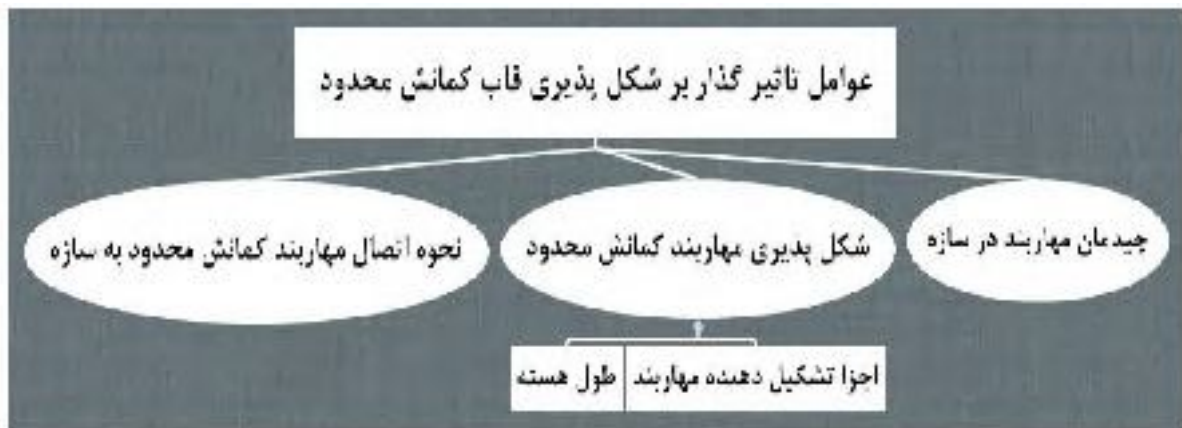 عوامل تاثیر گذار بر شکل پذیری قاب کمانش محدود
چیدمان مهاربند در سازه
شکل پذیری مهاربند کمانش محدود
نحوه اتصال مهاربند کمانش محدود به سازه
اجزا تشکیل دهنده مهاربند
طول هسته